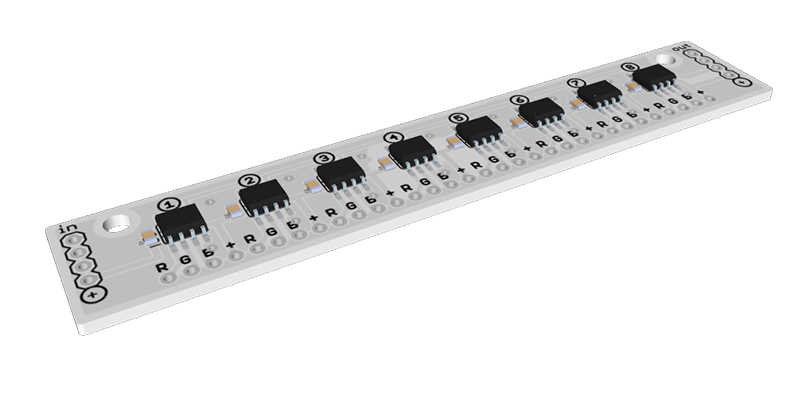 in
1 2 3 4 5 6 7 8
out
R G b + R G b + R G b + R G b + R G b + R G b + R G b + R G b +
+
+